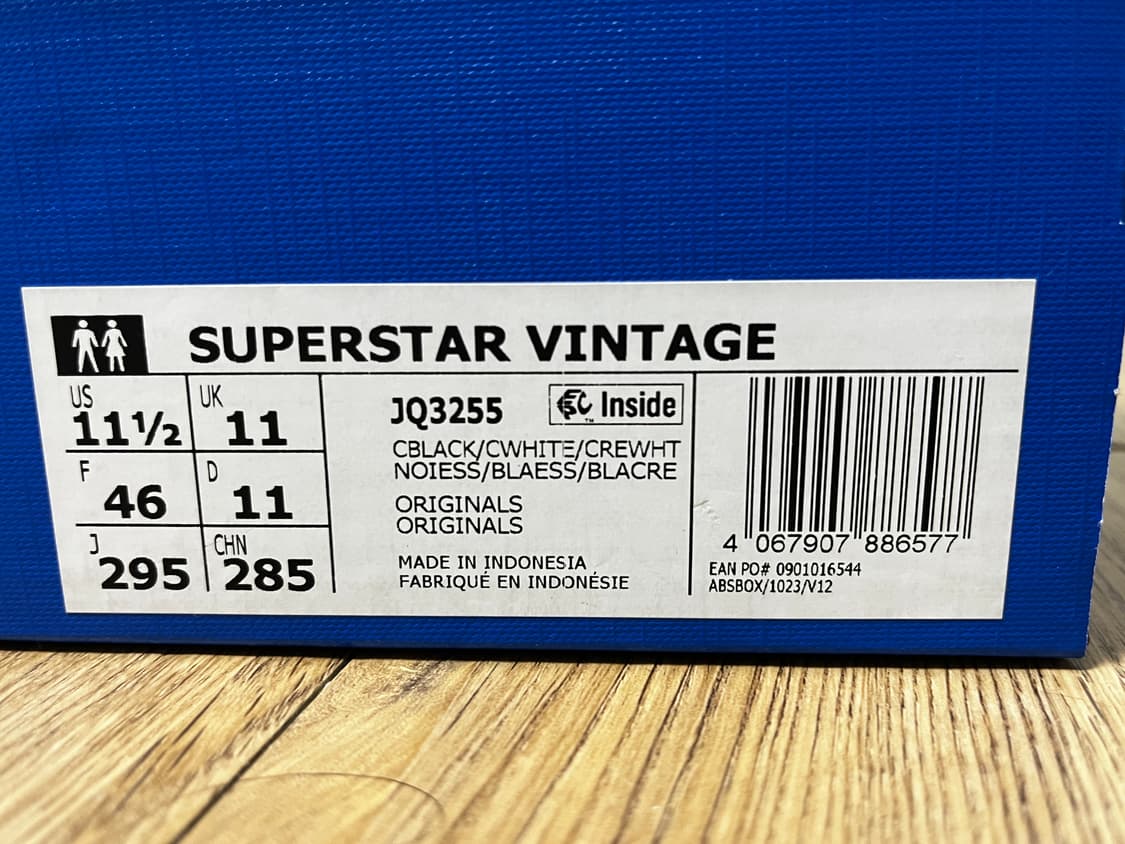 SUPERSTAR VINTAGE
US 11½
UK 11
F 46
D 11
J 295
CHN 285
JQ3255
Inside
CBLACK/CWHITE/CREWHT
NOIESS/BLAESS/BLACRE
ORIGINALS
ORIGINALS
MADE IN INDONESIA
FABRIQUÉ EN INDONÉSIE
4 067907 886577
EAN PO# 0901016544
ABSBOX/1023/V12